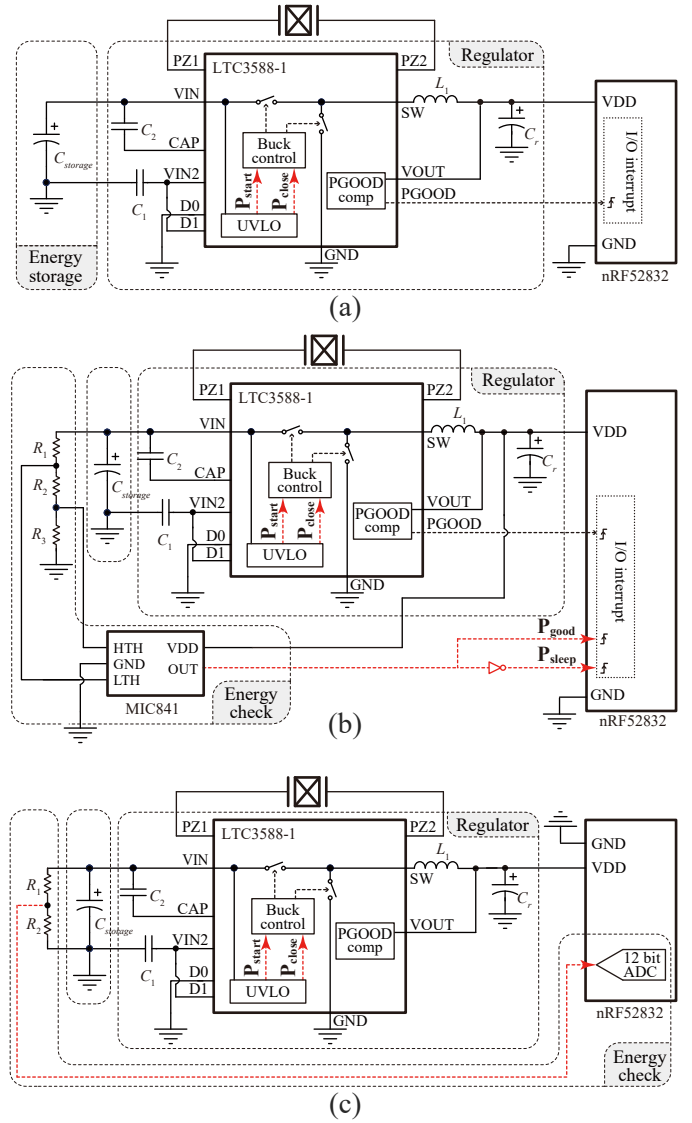 PZ1
PZ2
LTC3588-1
Regulator
VIN
SW
L1
VDD
C2
CAP
Cstorage
VIN2
C1
Buck
control
Pstart
Pclose
VOUT
PGOOD
comp
PGOOD
Cr
I/O interrupt
D0
D1
UVLO
GND
GND
nRF52832
Energy
storage
(a)
PZ1
PZ2
LTC3588-1
Regulator
VIN
SW
L1
VDD
R1
R2
R3
C2
CAP
Cstorage
VIN2
C1
Buck
control
Pstart
Pclose
VOUT
PGOOD
comp
PGOOD
Cr
I/O interrupt
D0
D1
UVLO
GND
HTH
GND
LTH
VDD
OUT
MIC841
Energy
check
Pgood
Psleep
GND
nRF52832
(b)
PZ1
PZ2
LTC3588-1
Regulator
GND
VIN
SW
L1
VDD
R1
R2
C2
CAP
Cstorage
VIN2
C1
Buck
control
Pstart
Pclose
VOUT
PGOOD
comp
Cr
D0
D1
UVLO
GND
12 bit
ADC
nRF52832
Energy
check
(c)